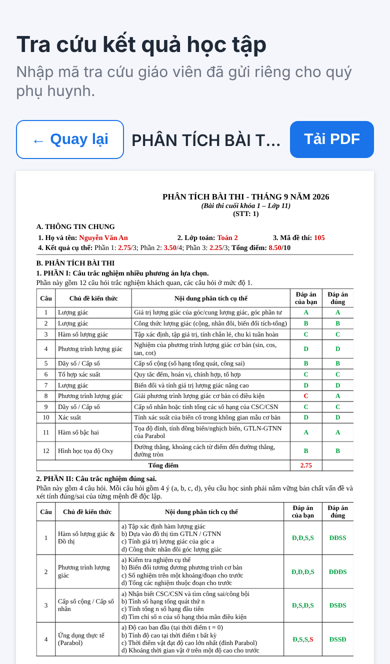 Tra cứu kết quả học tập
Nhập mã tra cứu giáo viên đã gửi riêng cho quý
phụ huynh.
← Quay lại
PHÂN TÍCH BÀI T...
Tải PDF
PHÂN TÍCH BÀI THI - THÁNG 9 NĂM 2026
(Bài thi cuối khóa 1 – Lớp 11)
(STT: 1)
A. THÔNG TIN CHUNG
1. Họ và tên: Nguyễn Văn An 2. Lớp toán: Toán 2 3. Mã đề thi: 105
4. Kết quả cụ thể: Phần 1: 2.75/3; Phần 2: 3.50/4; Phần 3: 2.25/3; Tổng điểm: 8.50/10
B. PHÂN TÍCH BÀI THI
1. PHẦN I: Câu trắc nghiệm nhiều phương án lựa chọn.
Phần này gồm 12 câu hỏi trắc nghiệm khách quan, các câu hỏi ở mức độ 1.
Câu Chủ đề kiến thức Nội dung phân tích cụ thể Đáp án của bạn Đáp án đúng
1 Lượng giác Giá trị lượng giác của góc/cung lượng giác, góc phần tư A A
2 Lượng giác Công thức lượng giác (cộng, nhân đôi, biến đổi tích-tổng) B B
3 Hàm số lượng giác Tập xác định, tập giá trị, tính chẵn lẻ, chu kì tuần hoàn C C
4 Phương trình lượng giác Nghiệm của phương trình lượng giác cơ bản (sin, cos,
tan, cot) D D
5 Dãy số / Cấp số Cấp số cộng (số hạng tổng quát, công sai) B B
6 Tổ hợp xác suất Quy tắc đếm, hoán vị, chỉnh hợp, tổ hợp C C
7 Lượng giác Biến đổi và tính giá trị lượng giác nâng cao D D
8 Phương trình lượng giác Giải phương trình lượng giác cơ bản có điều kiện C A
9 Dãy số / Cấp số Cấp số nhân hoặc tính tổng các số hạng của CSC/CSN C C
10 Xác suất Tính xác suất của biến cố trong không gian mẫu cơ bản D D
11 Hàm số bậc hai Tọa độ đỉnh, tính đồng biến/nghịch biến, GTLN-GTNN
của Parabol A A
12 Hình học tọa độ Oxy Đường thẳng, khoảng cách từ điểm đến đường thẳng,
đường tròn B B
Tổng điểm 2.75
2. PHẦN II: Câu trắc nghiệm đúng sai.
Phần này gồm 4 câu hỏi. Mỗi câu hỏi gồm 4 ý (a, b, c, d), yêu cầu học sinh phải nắm vững bản chất vấn đề và
xét tính đúng/sai của từng mệnh đề độc lập.
Câu Chủ đề kiến thức Nội dung phân tích cụ thể Đáp án của bạn Đáp án đúng
1 Hàm số lượng giác &
Đồ thị
a) Tập xác định hàm lượng giác
b) Dựa vào đồ thị tìm GTLN / GTNN
c) Tính giá trị lượng giác của góc a
d) Công thức nhân đôi góc lượng giác
Đ,Đ,S,S ĐĐSS
2 Phương trình lượng
giác
a) Kiểm tra nghiệm cụ thể
b) Biến đổi tương đương phương trình cơ bản
c) Số nghiệm trên một khoảng/đoạn cho trước
d) Tổng các nghiệm thuộc đoạn cho trước
Đ,Đ,Đ,S ĐĐĐS
3 Cấp số cộng / Cấp số
nhân
a) Nhận biết CSC/CSN và tìm công sai/công bội
b) Tính số hạng tổng quát thứ n
c) Tính tổng n số hạng đầu tiên
d) Tìm chỉ số n của số hạng thỏa mãn điều kiện
Đ,S,Đ,S ĐSĐS
4 Ứng dụng thực tế
(Parabol)
a) Độ cao ban đầu (tại thời điểm t = 0)
b) Tính độ cao tại thời điểm t bất kỳ
c) Thời điểm vật đạt độ cao lớn nhất (đỉnh Parabol)
d) Khoảng thời gian vật ở trên một độ cao cho trước
Đ,S,S,S ĐSSĐ